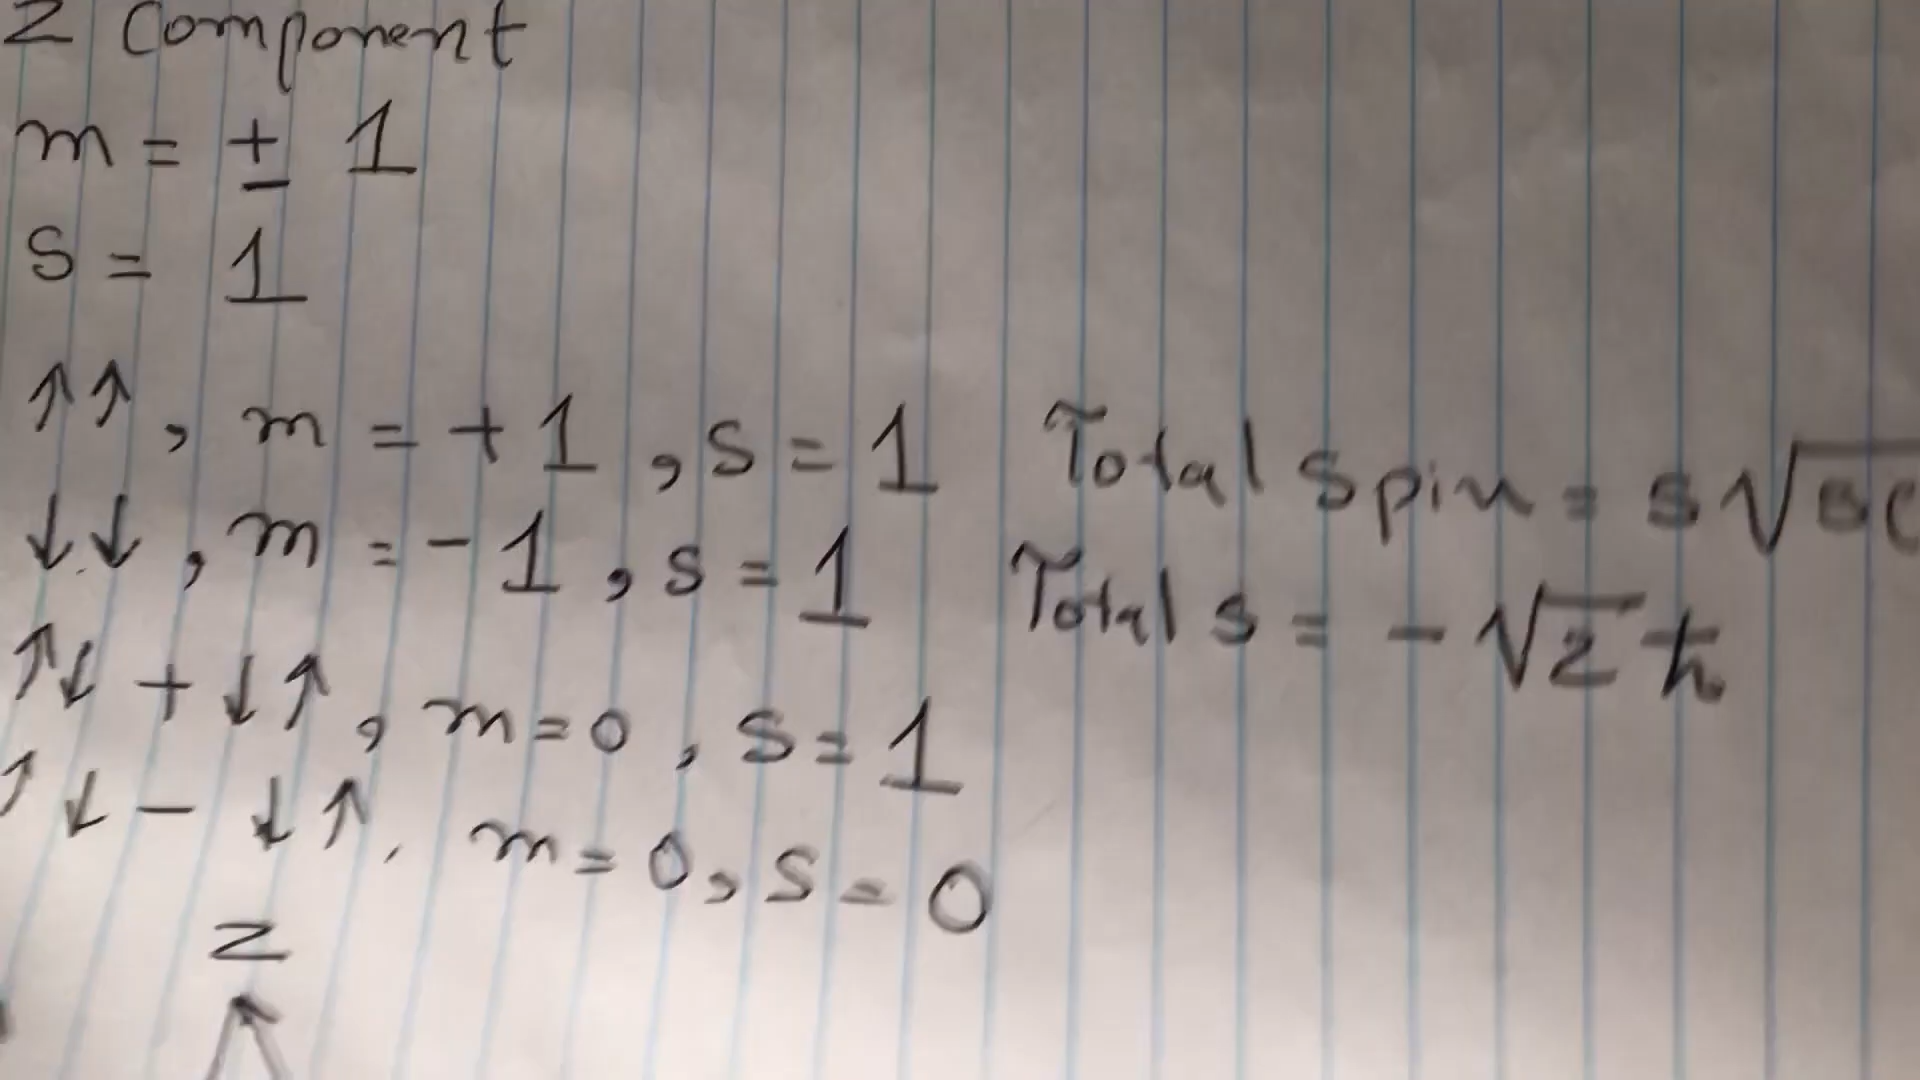 Z Component
m = ± 1
s = 1
↑↑, m = +1, s = 1 Total Spin = s√s(
↓↓, m = -1, s = 1 Total s = -√2 ħ
↑↓ + ↓↑, m = 0, s = 1
↑↓ - ↓↑, m = 0, s = 0
Z